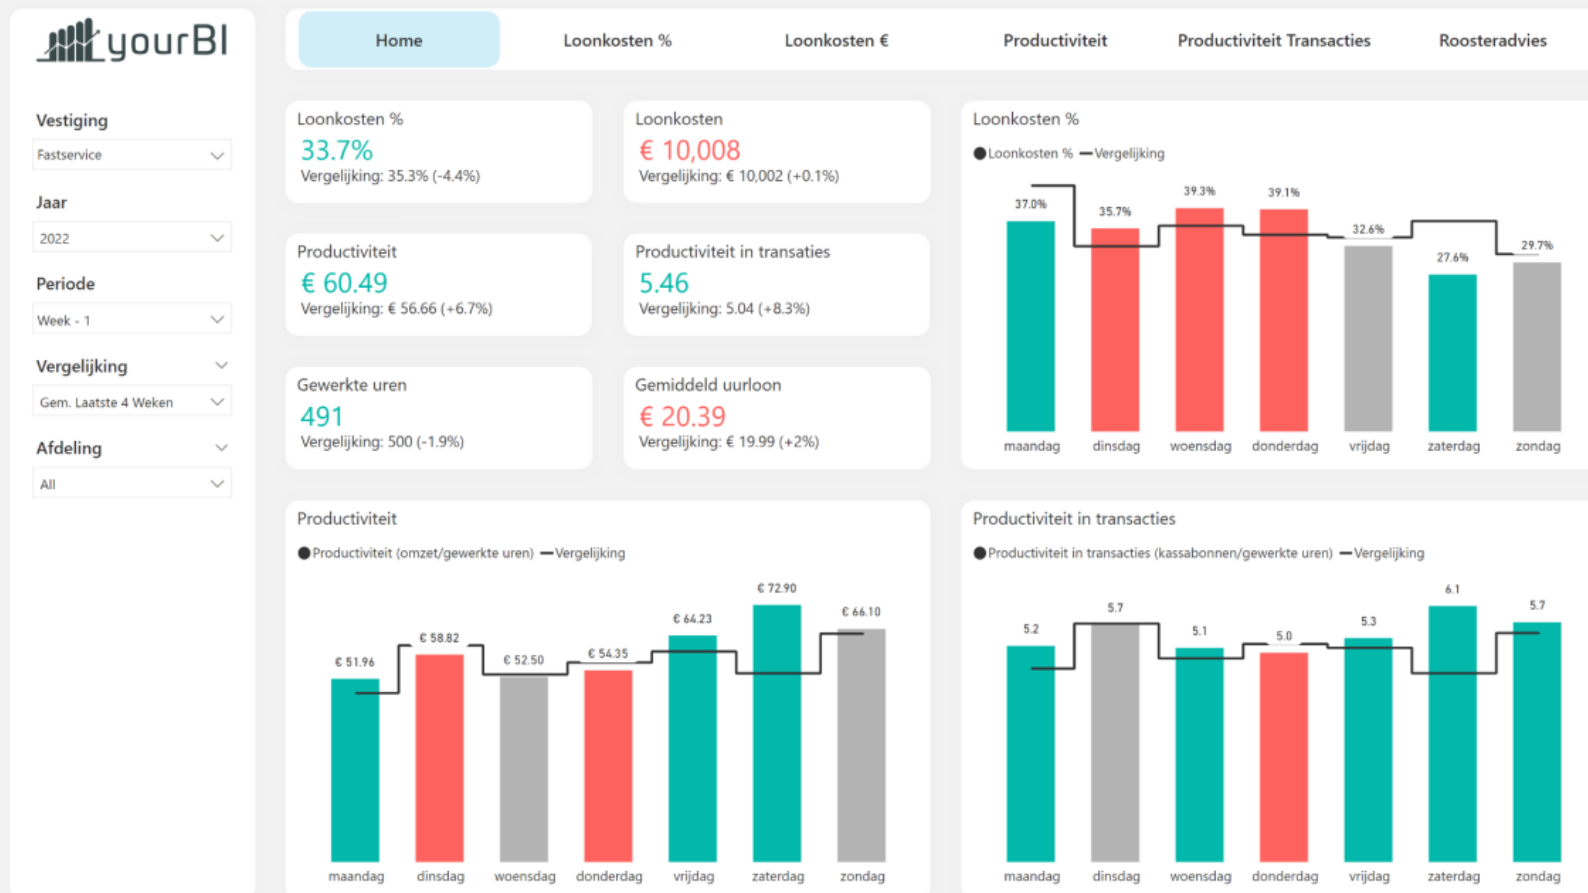 yourBI
Home
Loonkosten %
Loonkosten €
Productiviteit
Productiviteit Transacties
Roosteradvies
Vestiging
Fastservice
Jaar
2022
Periode
Week - 1
Vergelijking
Gem. Laatste 4 Weken
Afdeling
All
Loonkosten %
33.7%
Vergelijking: 35.3% (-4.4%)
Loonkosten
€ 10,008
Vergelijking: € 10,002 (+0.1%)
Productiviteit
€ 60.49
Vergelijking: € 56.66 (+6.7%)
Productiviteit in transaties
5.46
Vergelijking: 5.04 (+8.3%)
Gewerkte uren
491
Vergelijking: 500 (-1.9%)
Gemiddeld uurloon
€ 20.39
Vergelijking: € 19.99 (+2%)
Loonkosten %
Loonkosten % Vergelijking
37.0% 35.7% 39.3% 39.1% 32.6% 27.6% 29.7%
maandag dinsdag woensdag donderdag vrijdag zaterdag zondag
Productiviteit
Productiviteit (omzet/gewerkte uren) Vergelijking
€ 51.96 € 58.82 € 52.50 € 54.35 € 64.23 € 72.90 € 66.10
maandag dinsdag woensdag donderdag vrijdag zaterdag zondag
Productiviteit in transacties
Productiviteit in transacties (kassabonnen/gewerkte uren) Vergelijking
5.2 5.7 5.1 5.0 5.3 6.1 5.7
maandag dinsdag woensdag donderdag vrijdag zaterdag zondag